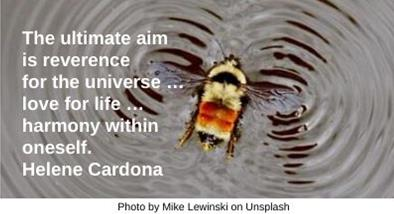 The ultimate aim
is reverence
for the universe ...
love for life ...
harmony within
oneself.
Helene Cardona
Photo by Mike Lewinski on Unsplash